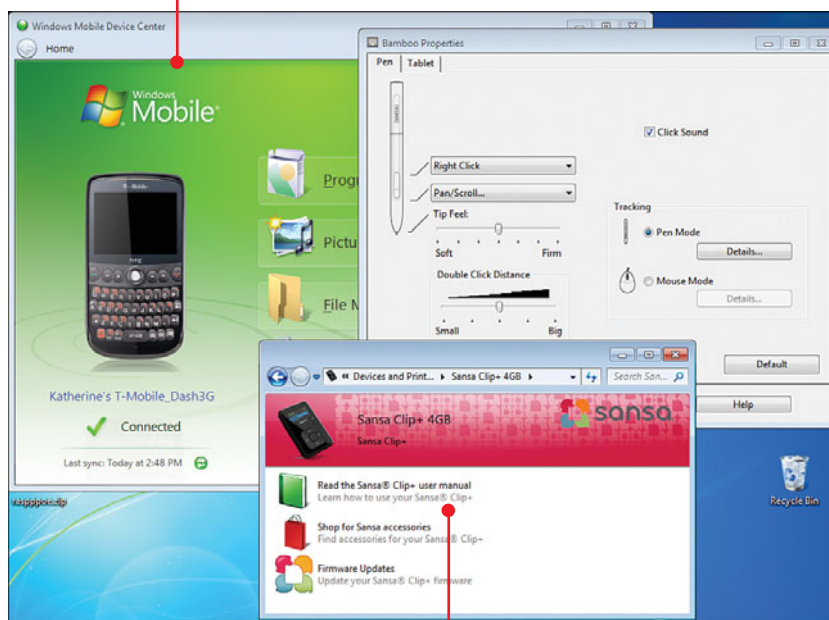 Windows Mobile Device Center
Home
Windows
Mobile
T-Mobile
hTC
Katherine's T-Mobile_Dash3G
Connected
Last sync: Today at 2:48 PM
Bamboo Properties
Pen
Tablet
Click Sound
Right Click
Pan/Scroll...
Tip Feel:
Soft
Firm
Double Click Distance
Small
Big
Tracking
Pen Mode
Details...
Mouse Mode
Details...
Default
Help
« Devices and Print...
Sansa Clip+ 4GB
Search San...
Sansa Clip+ 4GB
Sansa Clip+
sansa
Read the Sansa® Clip+ user manual
Learn how to use your Sansa® Clip+
Shop for Sansa accessories
Find accessories for your Sansa® Clip+
Firmware Updates
Update your Sansa® Clip+ firmware
Recycle Bin